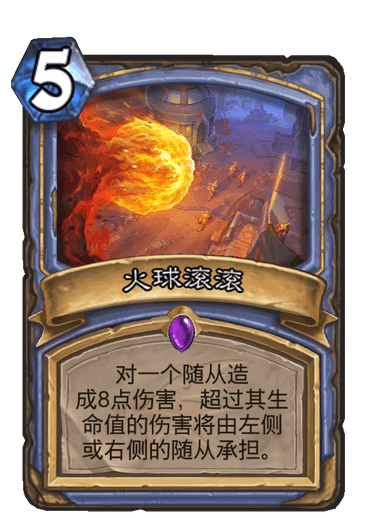 5
火球滚滚
对一个随从造
成8点伤害，超过其生
命值的伤害将由左侧
或右侧的随从承担。